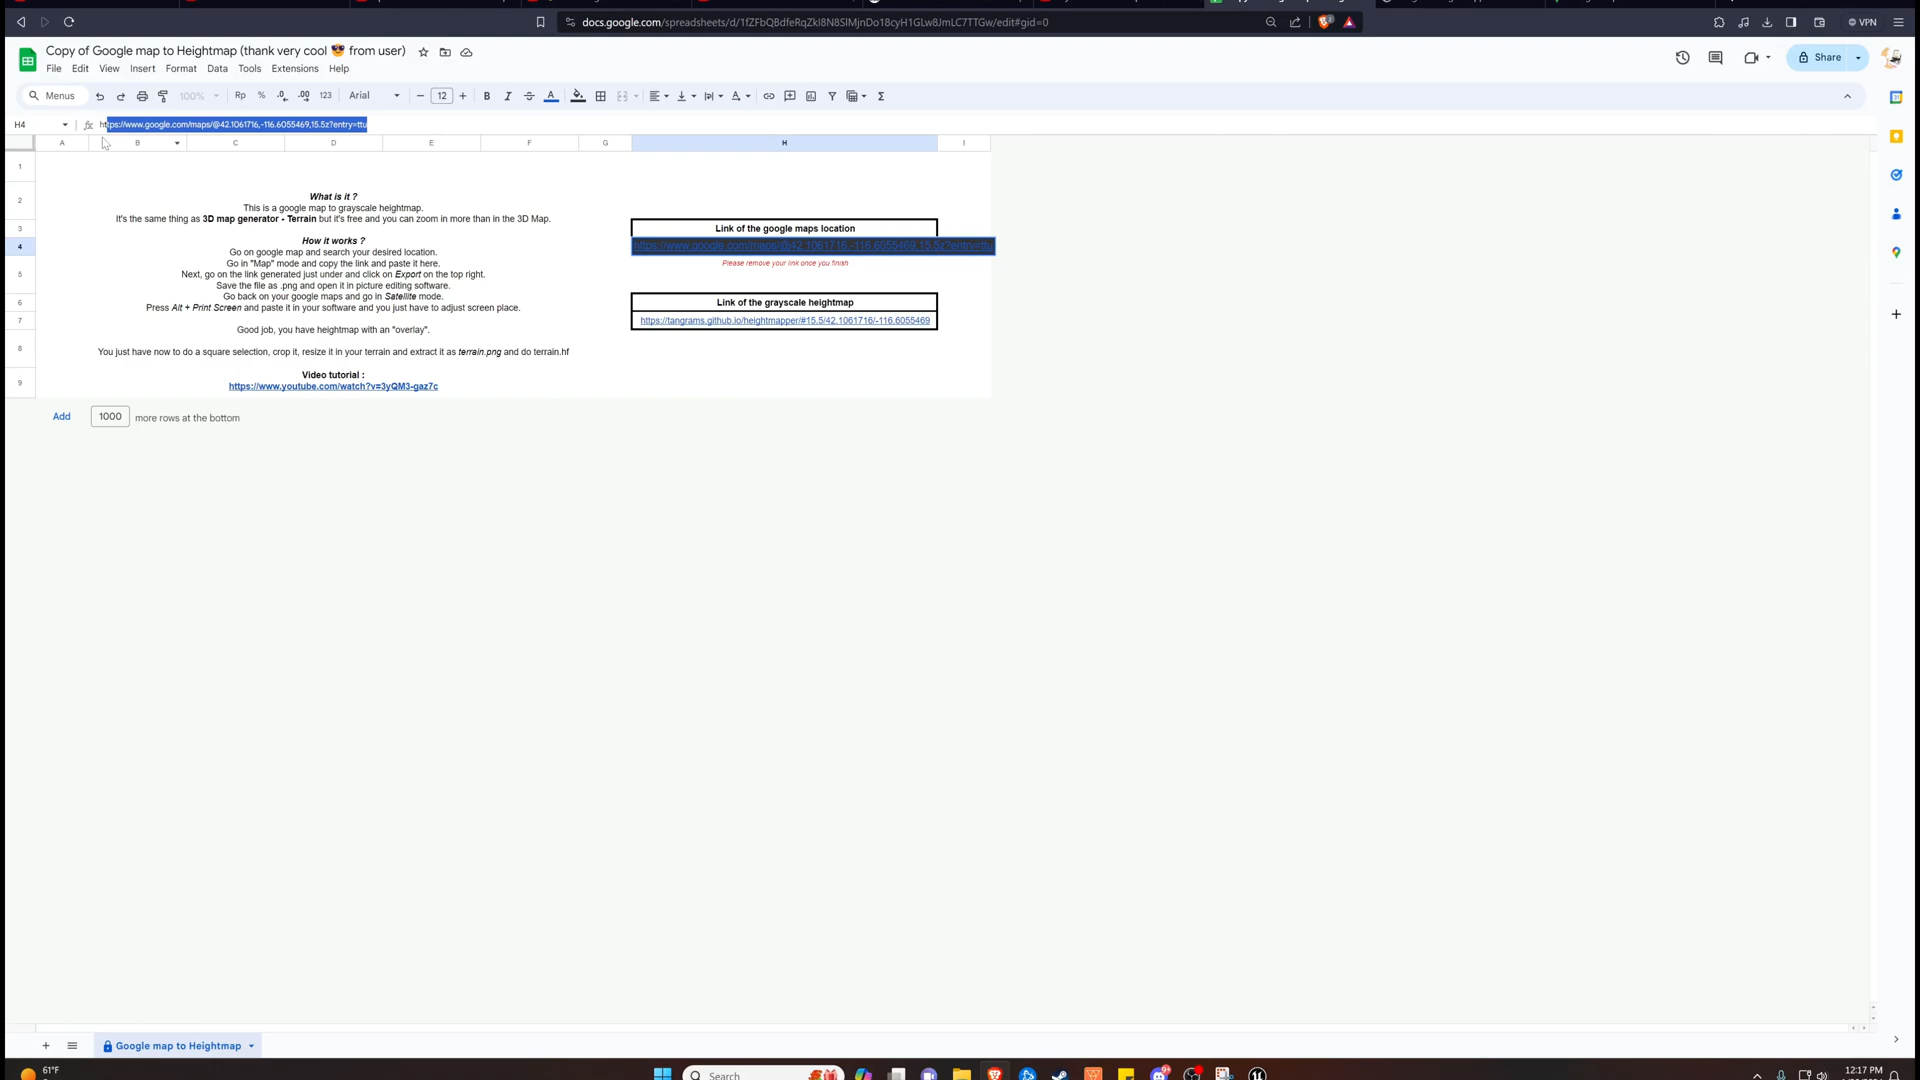 docs.google.com/spreadsheets/d/1fZFbQ8dfeRqZkI8N8SlMjnDo18cyH1GLw8JmLC7TTGw/edit#gid=0
VPN
Copy of Google map to Heightmap (thank very cool 😎 from user)
File Edit View Insert Format Data Tools Extensions Help
Share
Menus
100%
Rp % .0 .00 123
Arial
12
H4
https://www.google.com/maps/@42.1061716,-116.6055469,15.5z?entry=ttu
A B C D E F G H I
1
2
3
4
5
6
7
8
9
What is it ?
This is a google map to grayscale heightmap.
It's the same thing as 3D map generator - Terrain but it's free and you can zoom in more than in the 3D Map.
How it works ?
Go on google map and search your desired location.
Go in "Map" mode and copy the link and paste it here.
Next, go on the link generated just under and click on Export on the top right.
Save the file as .png and open it in picture editing software.
Go back on your google maps and go in Satellite mode.
Press Alt + Print Screen and paste it in your software and you just have to adjust screen place.
Good job, you have heightmap with an "overlay".
You just have now to do a square selection, crop it, resize it in your terrain and extract it as terrain.png and do terrain.hf
Video tutorial :
https://www.youtube.com/watch?v=3yQM3-gaz7c
Link of the google maps location
https://www.google.com/maps/@42.1061716,-116.6055469,15.5z?entry=ttu
Please remove your link once you finish
Link of the grayscale heightmap
https://tangrams.github.io/heightmapper/#15.5/42.1061716/-116.6055469
Add 1000 more rows at the bottom
Google map to Heightmap
61°F
Search
12:17 PM